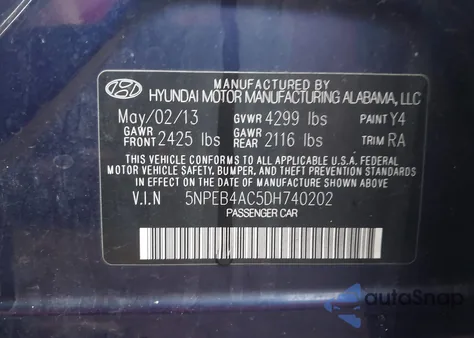 MANUFACTURED BY
HYUNDAI MOTOR MANUFACTURING ALABAMA, LLC
May/02/13 GVWR 4299 lbs PAINT Y4
GAWR FRONT 2425 lbs GAWR REAR 2116 lbs TRIM RA
THIS VEHICLE CONFORMS TO ALL APPLICABLE U.S.A FEDERAL
MOTOR VEHICLE SAFETY, BUMPER, AND THEFT PREVENTION STANDARDS
IN EFFECT ON THE DATE OF MANUFACTURE SHOWN ABOVE.
V.I.N 5NPEB4AC5DH740202
PASSENGER CAR
autoSnap